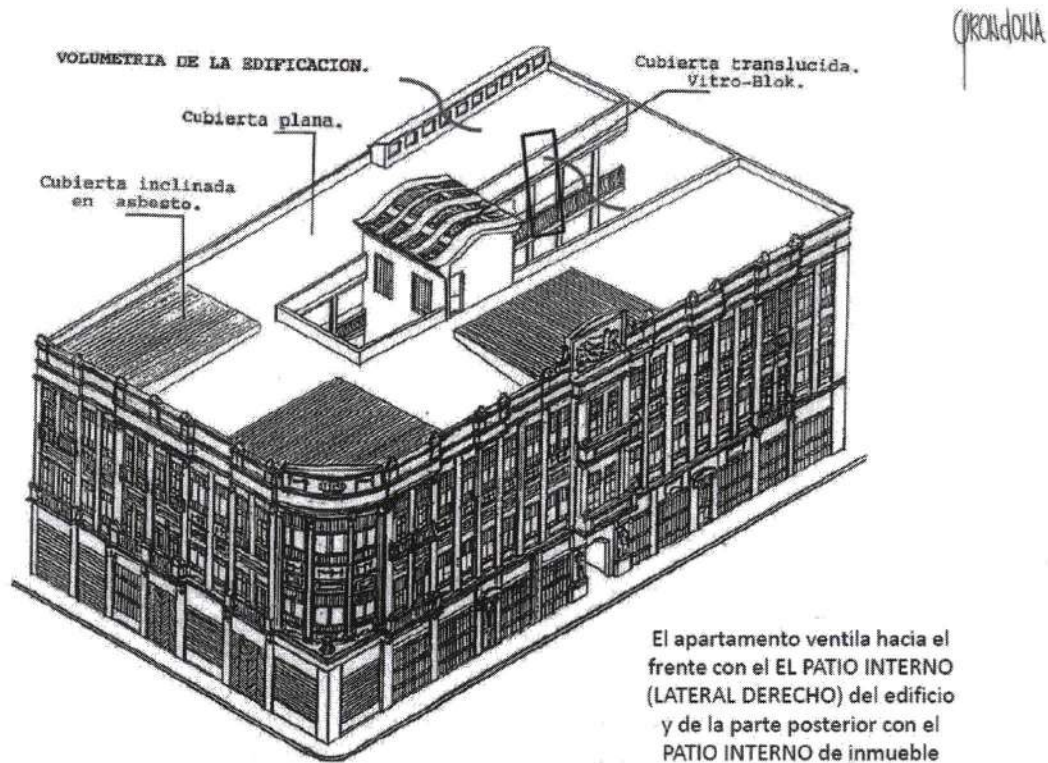 GRONDONA
VOLUMETRIA DE LA EDIFICACION.
Cubierta translucida.
Vitro-Blok.
Cubierta plana.
Cubierta inclinada
en asbesto.
El apartamento ventila hacia el
frente con el EL PATIO INTERNO
(LATERAL DERECHO) del edificio
y de la parte posterior con el
PATIO INTERNO de inmueble